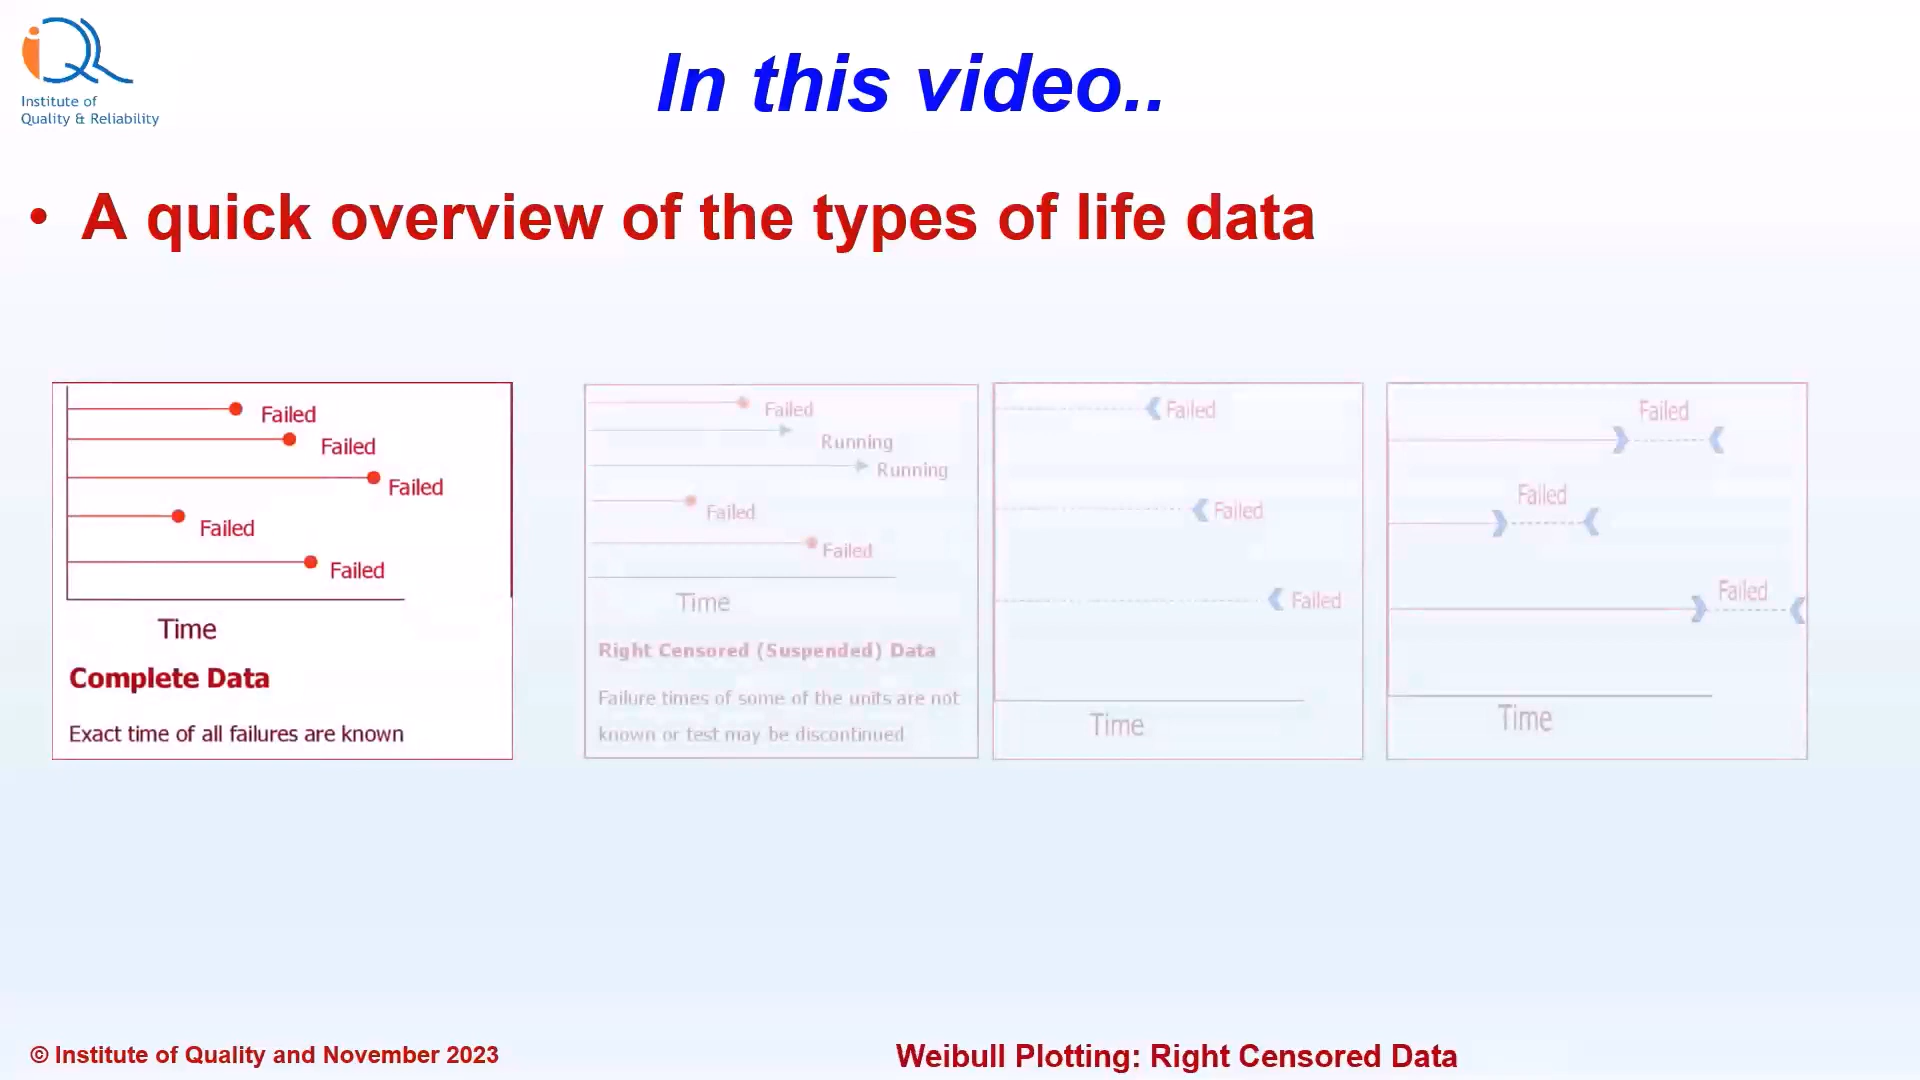 iQR
Institute of
Quality & Reliability
In this video..
• A quick overview of the types of life data
Failed
Failed
Failed
Failed
Failed
Time
Complete Data
Exact time of all failures are known
Failed
Running
Running
Failed
Failed
Time
Right Censored (Suspended) Data
Failure times of some of the units are not
known or test may be discontinued
Failed
Failed
Failed
Time
Failed
Failed
Failed
Time
© Institute of Quality and November 2023
Weibull Plotting: Right Censored Data